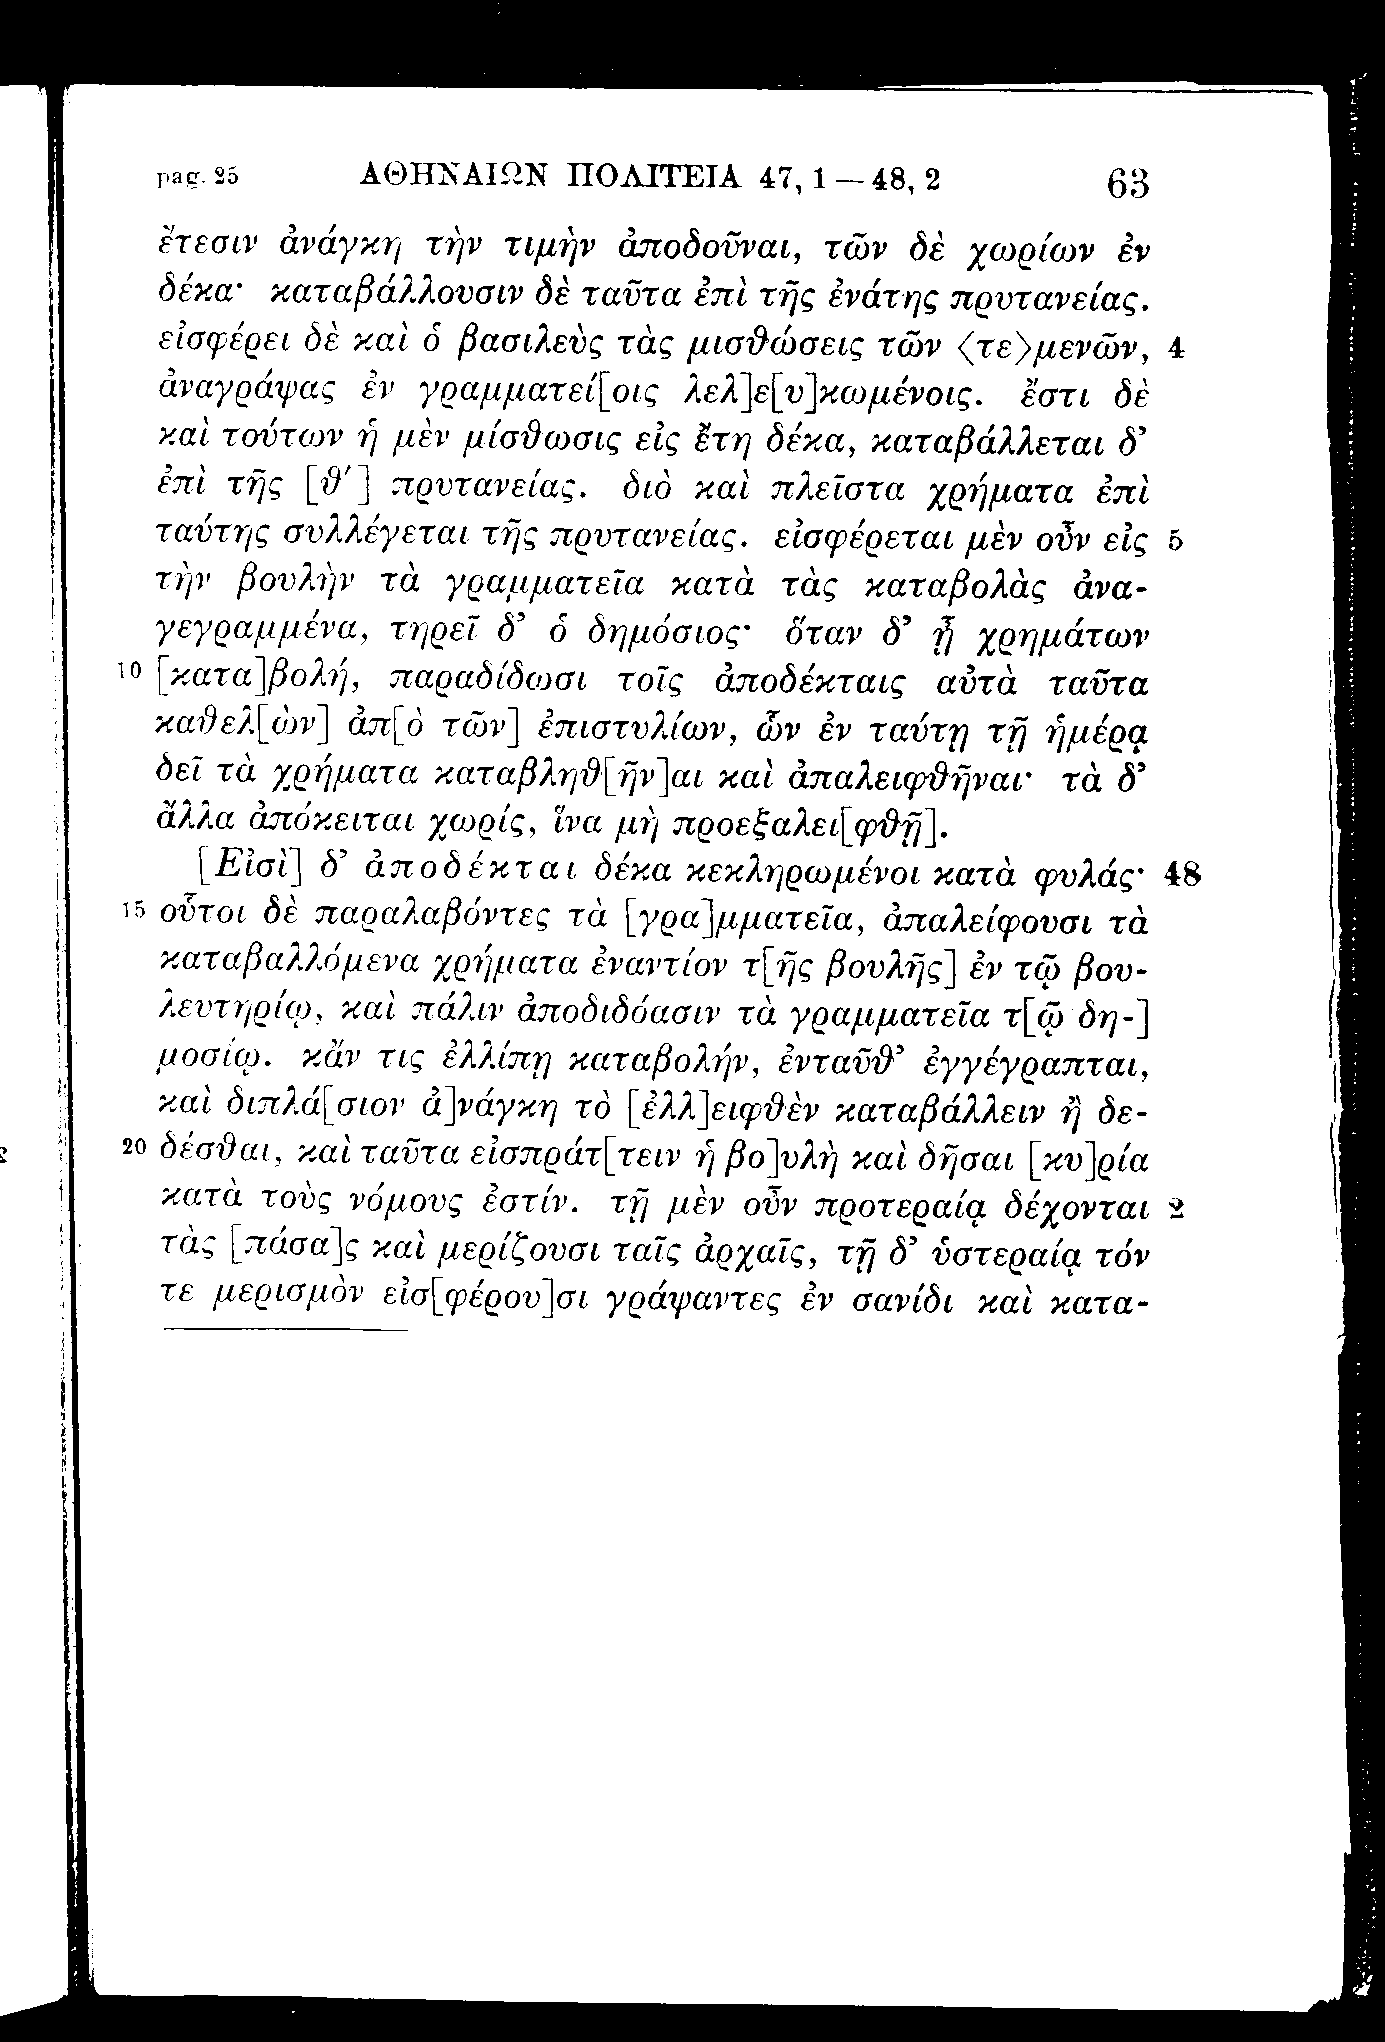 pag. 25 ΑΘΗΝΑΙΩΝ ΠΟΛΙΤΕΙΑ 47, 1 — 48, 2 63
ἔτεσιν ἀνάγκη τὴν τιμὴν ἀποδοῦναι, τῶν δὲ χωρίων ἐν
δέκα· καταβάλλουσιν δὲ ταῦτα ἐπὶ τῆς ἐνάτης πρυτανείας.
εἰσφέρει δὲ καὶ ὁ βασιλεὺς τὰς μισθώσεις τῶν ⟨τε⟩μενῶν, 4
ἀναγράψας ἐν γραμματεί[οις λελ]ε[υ]κωμένοις. ἔστι δὲ
καὶ τούτων ἡ μὲν μίσθωσις εἰς ἔτη δέκα, καταβάλλεται δ’
ἐπὶ τῆς [θ′] πρυτανείας. διὸ καὶ πλεῖστα χρήματα ἐπὶ
ταύτης συλλέγεται τῆς πρυτανείας. εἰσφέρεται μὲν οὖν εἰς 5
τὴν βουλὴν τὰ γραμματεῖα κατὰ τὰς καταβολὰς ἀνα-
γεγραμμένα, τηρεῖ δ’ ὁ δημόσιος· ὅταν δ’ ᾖ χρημάτων
10 [κατα]βολή, παραδίδωσι τοῖς ἀποδέκταις αὐτὰ ταῦτα
καθελ[ὼν] ἀπ[ὸ τῶν] ἐπιστυλίων, ὧν ἐν ταύτῃ τῇ ἡμέρᾳ
δεῖ τὰ χρήματα καταβληθ[ῆν]αι καὶ ἀπαλειφθῆναι· τὰ δ’
ἄλλα ἀπόκειται χωρίς, ἵνα μὴ προεξαλει[φθῇ].
[Εἰσὶ] δ’ ἀποδέκται δέκα κεκληρωμένοι κατὰ φυλάς· 48
15 οὗτοι δὲ παραλαβόντες τὰ [γρα]μματεῖα, ἀπαλείφουσι τὰ
καταβαλλόμενα χρήματα ἐναντίον τ[ῆς βουλῆς] ἐν τῷ βου-
λευτηρίῳ, καὶ πάλιν ἀποδιδόασιν τὰ γραμματεῖα τ[ῷ δη-]
μοσίῳ. κἄν τις ἐλλίπῃ καταβολήν, ἐνταῦθ’ ἐγγέγραπται,
καὶ διπλά[σιον ἀ]νάγκη τὸ [ἐλλ]ειφθὲν καταβάλλειν ἢ δε-
20 δέσθαι, καὶ ταῦτα εἰσπράτ[τειν ἡ βο]υλὴ καὶ δῆσαι [κυ]ρία
κατὰ τοὺς νόμους ἐστίν. τῇ μὲν οὖν προτεραίᾳ δέχονται 2
τὰς [πάσα]ς καὶ μερίζουσι ταῖς ἀρχαῖς, τῇ δ’ ὑστεραίᾳ τόν
τε μερισμὸν εἰσ[φέρου]σι γράψαντες ἐν σανίδι καὶ κατα-